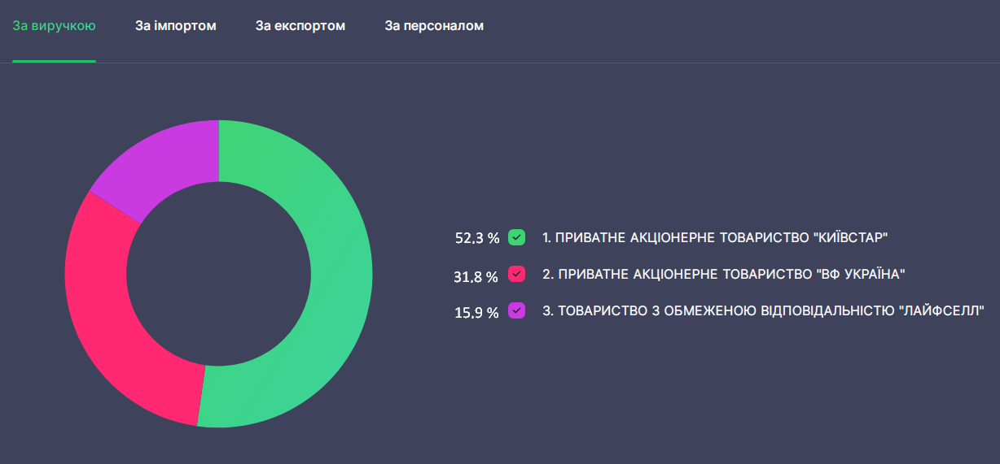 За виручкою За імпортом За експортом За персоналом
52,3 % 1. ПРИВАТНЕ АКЦІОНЕРНЕ ТОВАРИСТВО "КИЇВСТАР"
31,8 % 2. ПРИВАТНЕ АКЦІОНЕРНЕ ТОВАРИСТВО "ВФ УКРАЇНА"
15,9 % 3. ТОВАРИСТВО З ОБМЕЖЕНОЮ ВІДПОВІДАЛЬНІСТЮ "ЛАЙФСЕЛЛ"